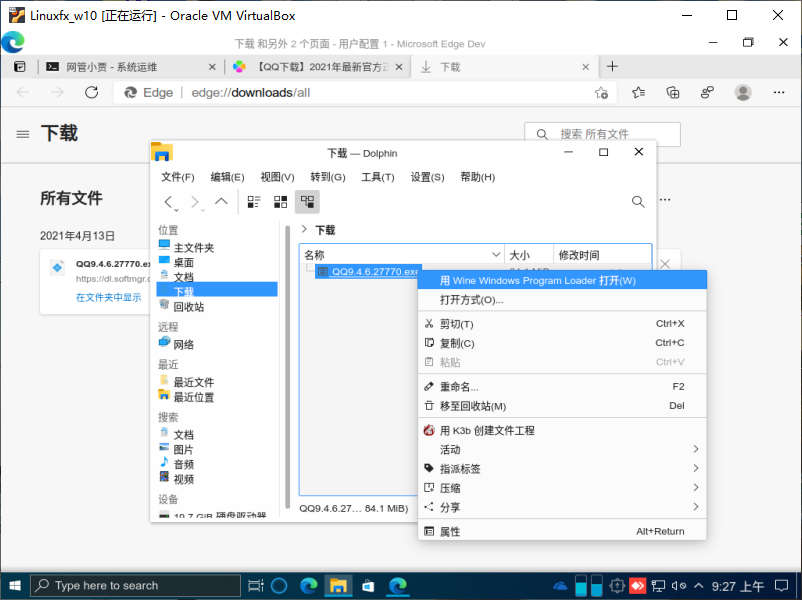 Linuxfx_w10 [正在运行] - Oracle VM VirtualBox
下载 和另外 2 个页面 - 用户配置 1 - Microsoft Edge Dev
网管小贾 - 系统运维
【QQ下载】2021年最新官方正
下载
Edge
edge://downloads/all
下载
搜索 所有文件
所有文件
2021年4月13日
QQ9.4.6.27770.exe
https://dl.softmgr.
在文件夹中显示
下载 — Dolphin
文件(F) 编辑(E) 视图(V) 转到(G) 工具(T) 设置(S) 帮助(H)
位置
主文件夹
桌面
文档
下载
回收站
远程
网络
最近
最近文件
最近位置
搜索
文档
图片
音频
视频
设备
19.7 GiB 硬盘驱动器
下载
名称 大小 修改时间
QQ9.4.6.27770.exe
用 Wine Windows Program Loader 打开(W)
打开方式(O)...
剪切(T) Ctrl+X
复制(C) Ctrl+C
粘贴 Ctrl+V
重命名... F2
移至回收站(M) Del
用 K3b 创建文件工程
活动
指派标签
压缩
分享
属性 Alt+Return
QQ9.4.6.27… 84.1 MiB)
Type here to search
9:27 上午